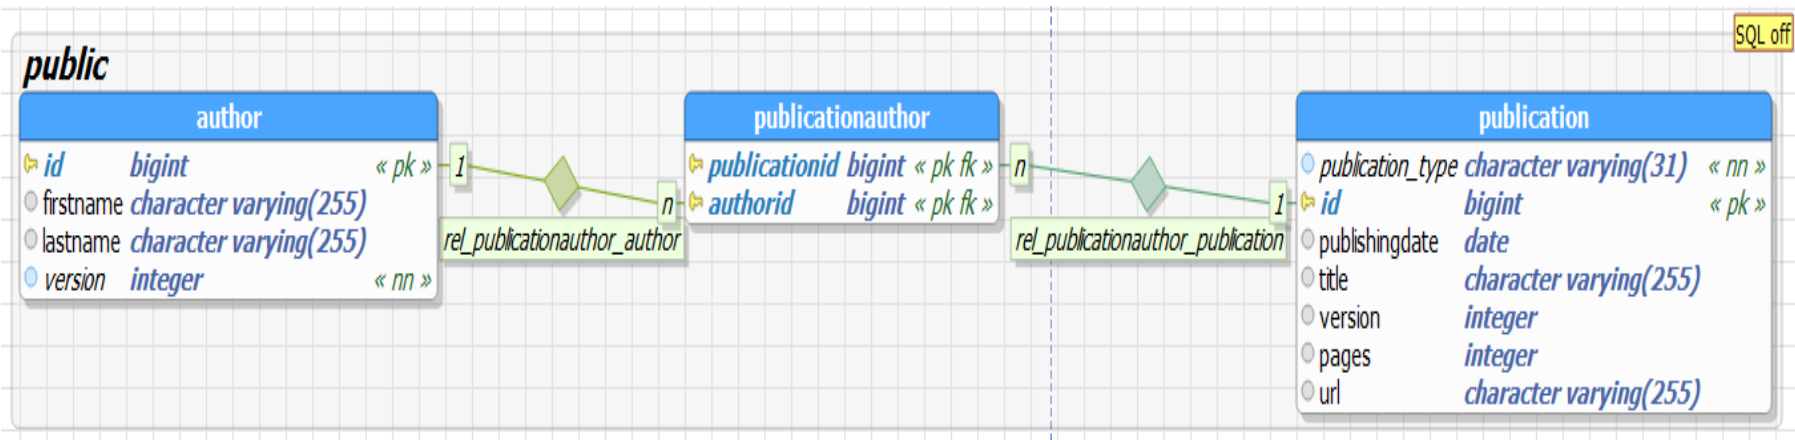 SQL off
public
author
id bigint « pk »
firstname character varying(255)
lastname character varying(255)
version integer « nn »
1
n
rel_publicationauthor_author
publicationauthor
publicationid bigint « pk fk »
authorid bigint « pk fk »
n
1
rel_publicationauthor_publication
publication
publication_type character varying(31) « nn »
id bigint « pk »
publishingdate date
title character varying(255)
version integer
pages integer
url character varying(255)